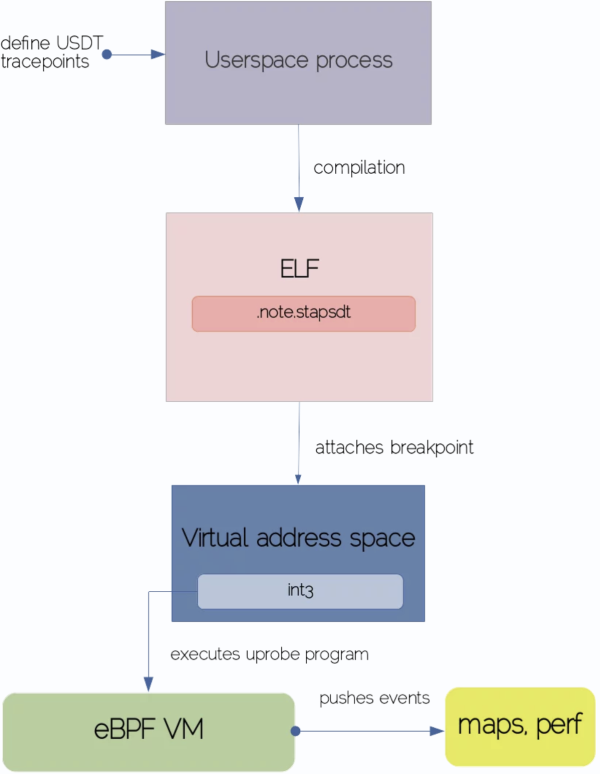 define USDT
tracepoints
Userspace process
compilation
ELF
.note.stapsdt
attaches breakpoint
Virtual address space
int3
executes uprobe program
pushes events
eBPF VM
maps, perf